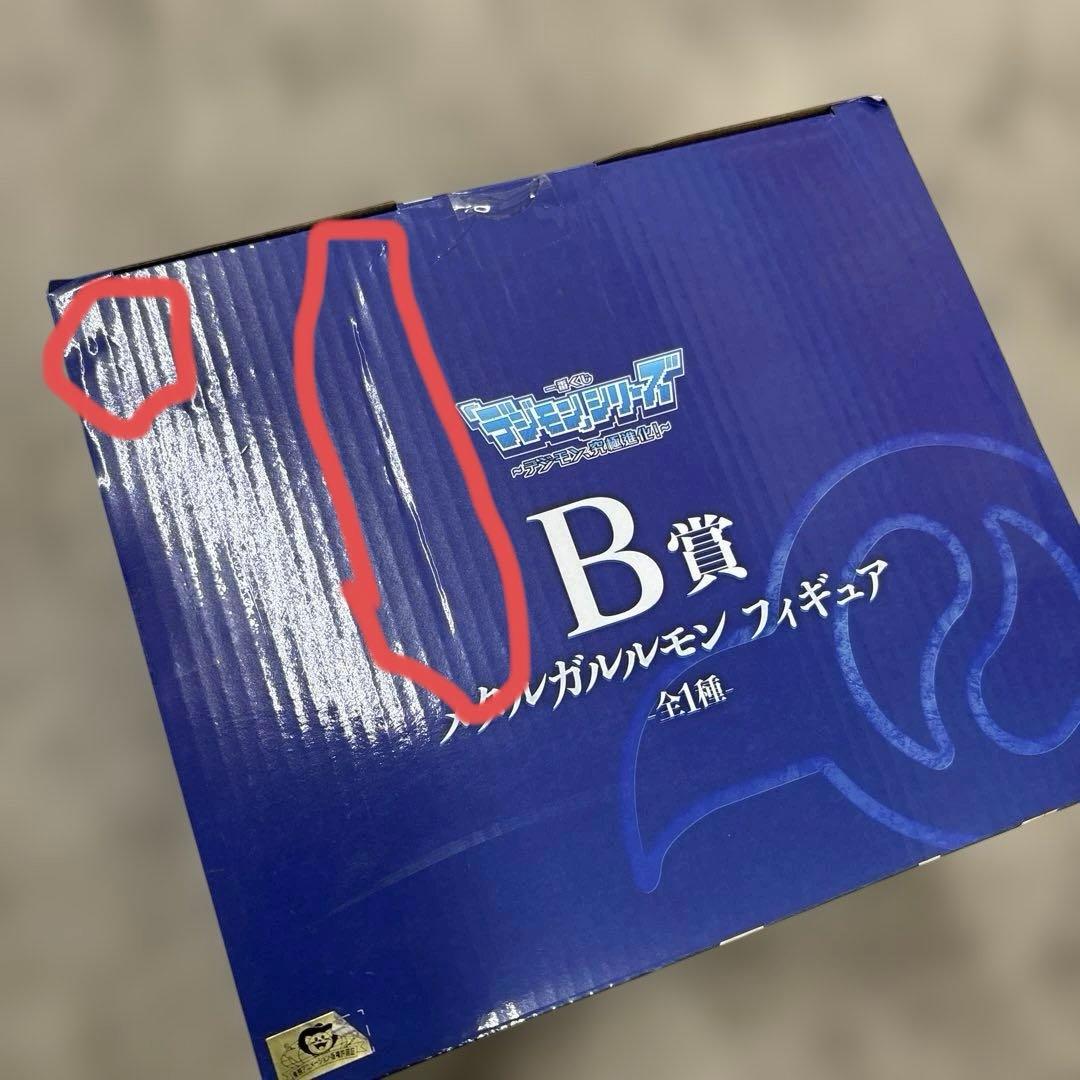 一番くじ
「デジモン」シリーズ
~デジモン、究極進化!~
B賞
メタルガルルモン フィギュア
-全1種-